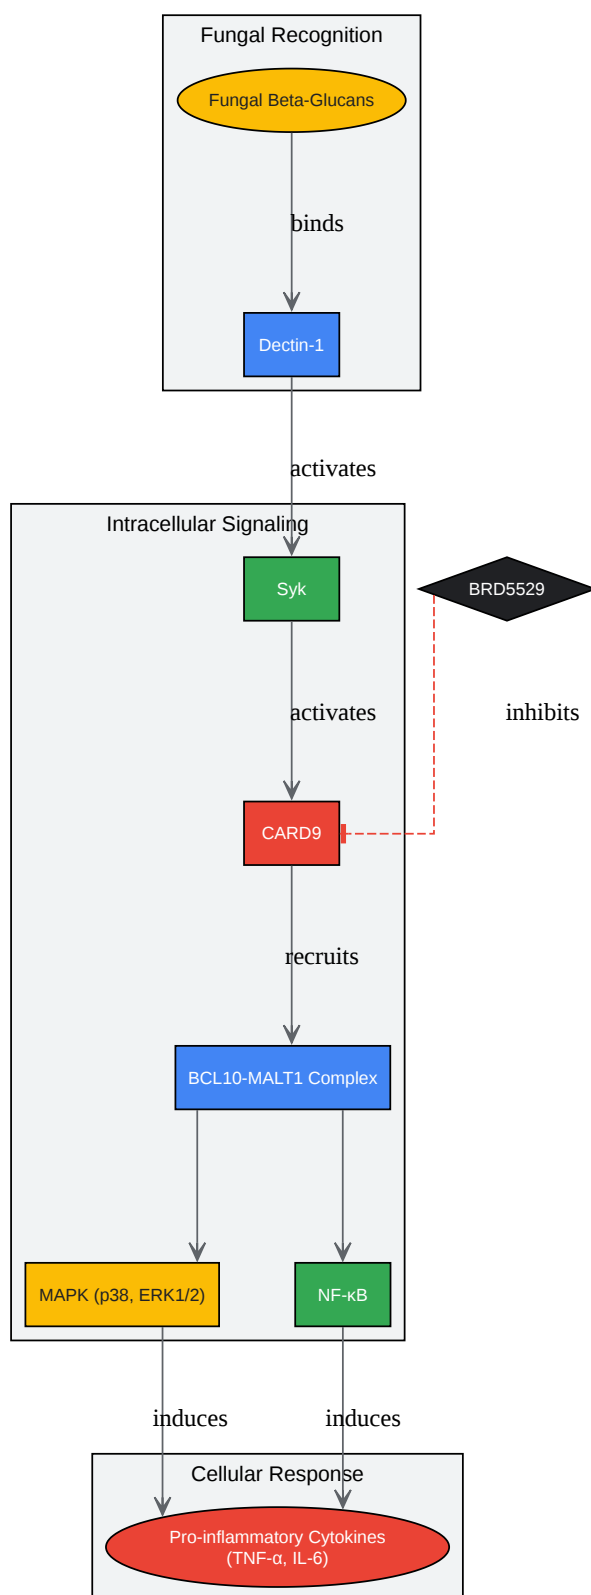 Fungal Recognition
Fungal Beta-Glucans
binds
Dectin-1
activates
Intracellular Signaling
Syk
BRD5529
activates
inhibits
CARD9
recruits
BCL10-MALT1 Complex
MAPK (p38, ERK1/2)
NF-κB
induces
induces
Cellular Response
Pro-inflammatory Cytokines
(TNF-α, IL-6)